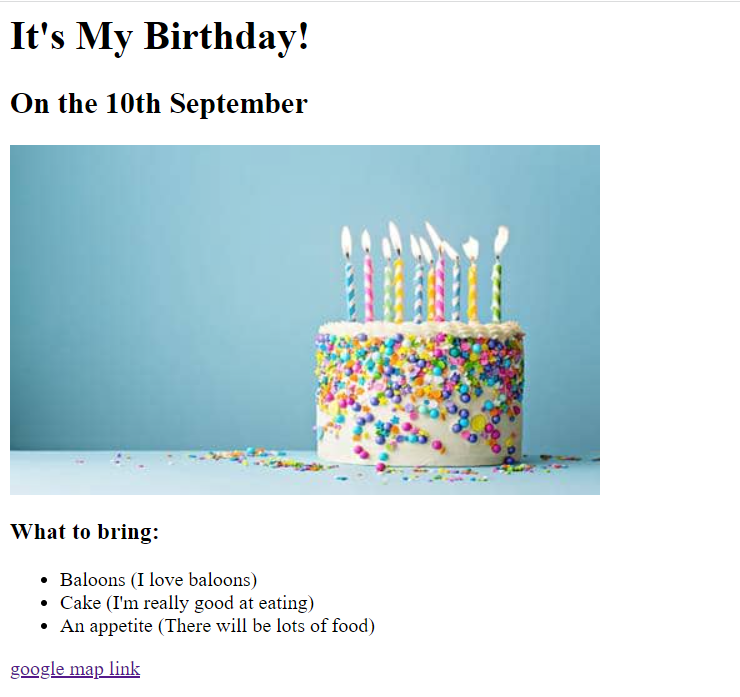 It's My Birthday!
On the 10th September
What to bring:
Baloons (I love baloons)
Cake (I'm really good at eating)
An appetite (There will be lots of food)
google map link